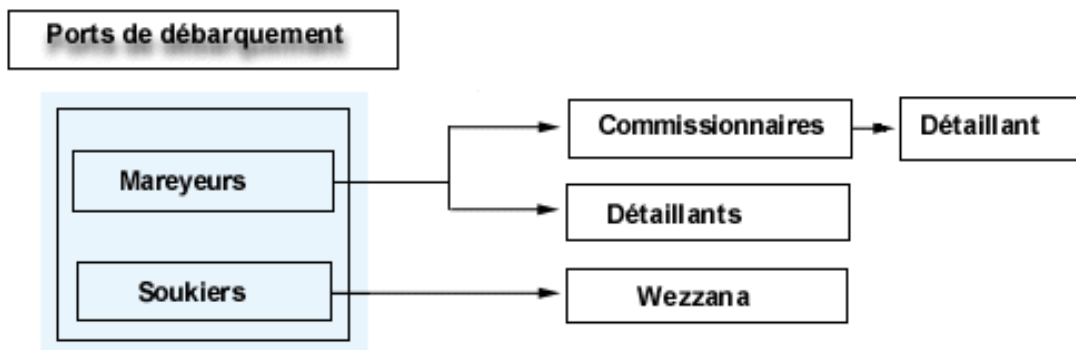 Ports de débarquement
Commissionnaires
Détaillant
Mareyeurs
Détaillants
Soukiers
Wezzana